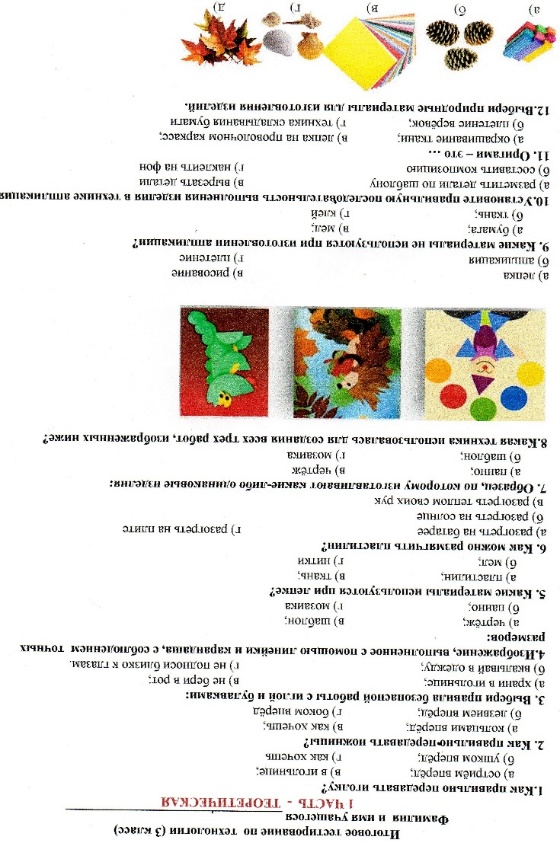 Итоговое тестирование по технологии (3 класс)
Фамилия и имя учащегося
1 ЧАСТЬ - ТЕОРЕТИЧЕСКАЯ
1.Как правильно передавать иголку?
а) остриём вперёд; в) в игольнице;
б) ушком вперёд; г) как хочешь
2. Как правильно передавать ножницы?
а) кольцами вперёд; в) как хочешь;
б) лезвием вперёд; г) боком вперёд
3. Выбери правила безопасной работы с иглой и булавками:
а) храни в игольнице; в) не бери в рот;
б) вкалывай в одежду; г) не подноси близко к глазам.
4.Изображение, выполненное с помощью линейки и карандаша, с соблюдением точных
размеров:
а) чертёж; в) шаблон;
б) панно; г) мозаика
5. Какие материалы используются при лепке?
а) пластилин; в) ткань;
б) мел; г) нитки
6. Как можно размягчить пластилин?
а) разогреть на батарее
б) разогреть на солнце г) разогреть на плите
в) разогреть теплом своих рук
7. Образец, по которому изготавливают какие-либо одинаковые изделия:
а) панно; в) чертёж
б) шаблон; г) мозаика
8.Какая техника использовалась для создания всех трех работ, изображенных ниже?
а) лепка в) рисование
б) аппликация г) плетение
9. Какие материалы не используются при изготовлении аппликации?
а) бумага; в) мел;
б) ткань; г) клей
10.Установите правильную последовательность выполнения изделия в технике аппликация
а) разметить детали по шаблону в) вырезать детали
б) составить композицию г) наклеить на фон
11. Оригами – это …
а) окрашивание ткани; в) лепка на проволочном каркасе;
б) плетение верёвок; г) техника складывания бумаги
12.Выбери природные материалы для изготовления изделий.
а б) в) г) д)